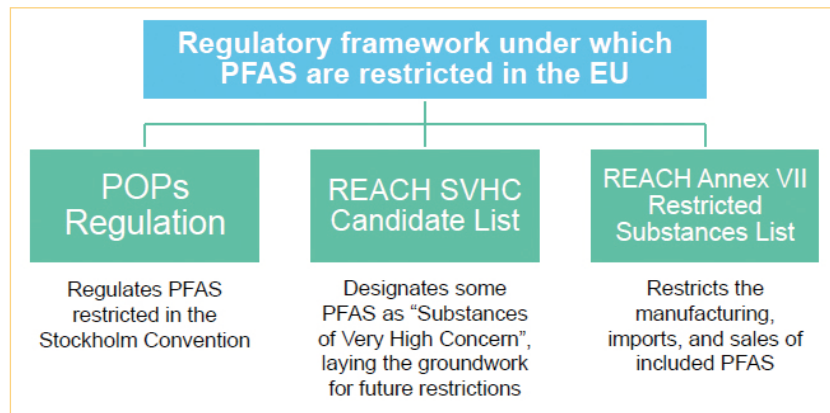 Regulatory framework under which
PFAS are restricted in the EU
POPs
Regulation
REACH SVHC
Candidate List
REACH Annex VII
Restricted
Substances List
Regulates PFAS
restricted in the
Stockholm Convention
Designates some
PFAS as “Substances
of Very High Concern”,
laying the groundwork
for future restrictions
Restricts the
manufacturing,
imports, and sales of
included PFAS